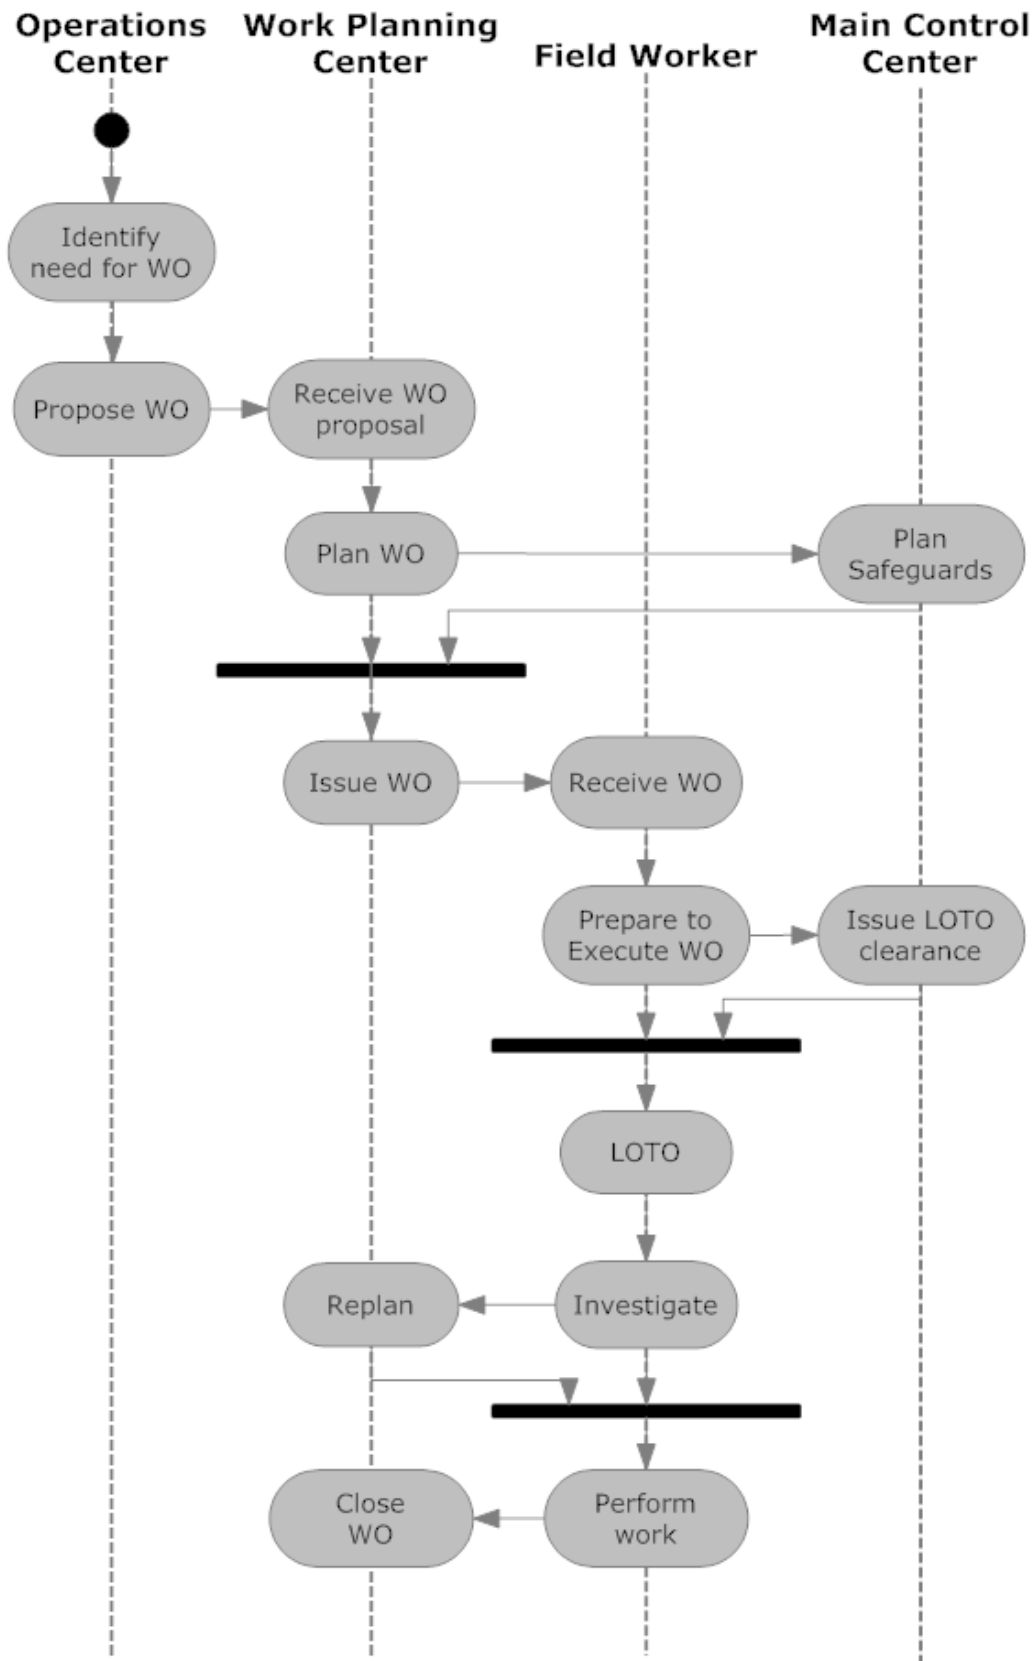 Operations
Center
Work Planning
Center
Field Worker
Main Control
Center
Identify
need for WO
Propose WO
Receive WO
proposal
Plan WO
Plan
Safeguards
Issue WO
Receive WO
Prepare to
Execute WO
Issue LOTO
clearance
LOTO
Replan
Investigate
Close
WO
Perform
work